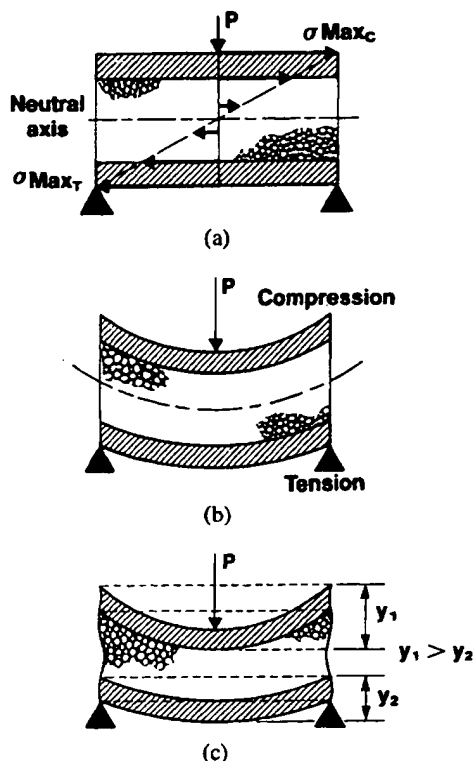 P
σ Max_C
Neutral
axis
σ Max_T
(a)
P
Compression
Tension
(b)
P
y₁
y₁ > y₂
y₂
(c)